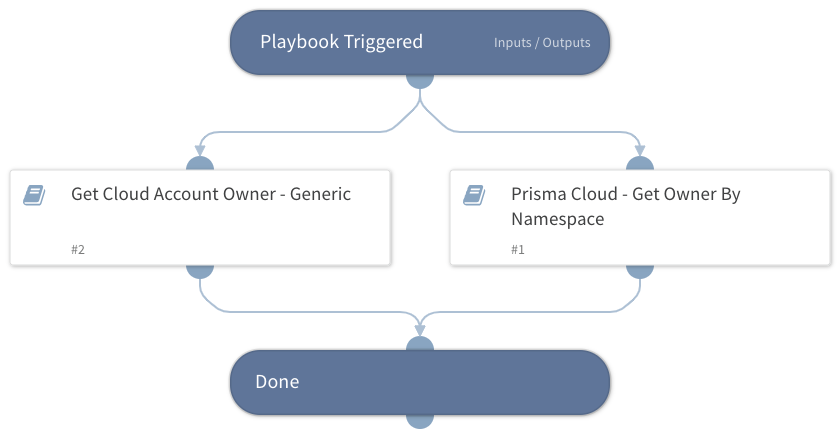 Playbook Triggered
Inputs / Outputs
Get Cloud Account Owner - Generic
#2
Prisma Cloud - Get Owner By
Namespace
#1
Done